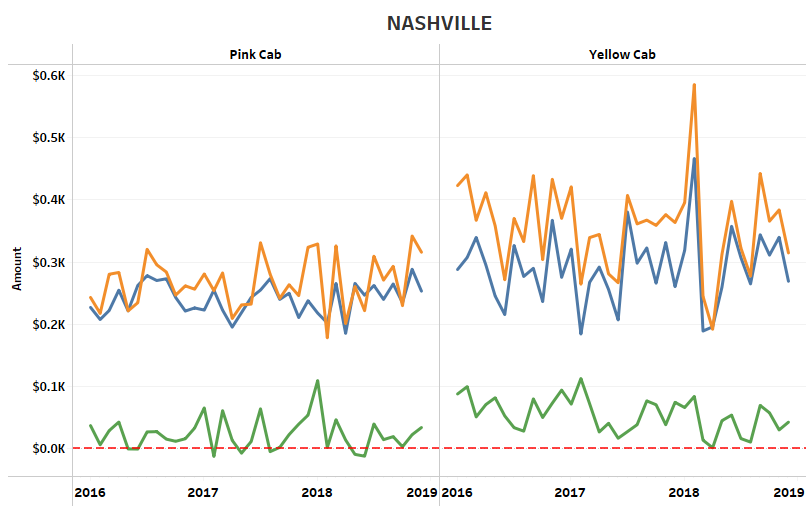 NASHVILLE
Pink Cab Yellow Cab
$0.6K
$0.5K
$0.4K
$0.3K
$0.2K
$0.1K
$0.0K
Amount
2016 2017 2018 2019 2016 2017 2018 2019